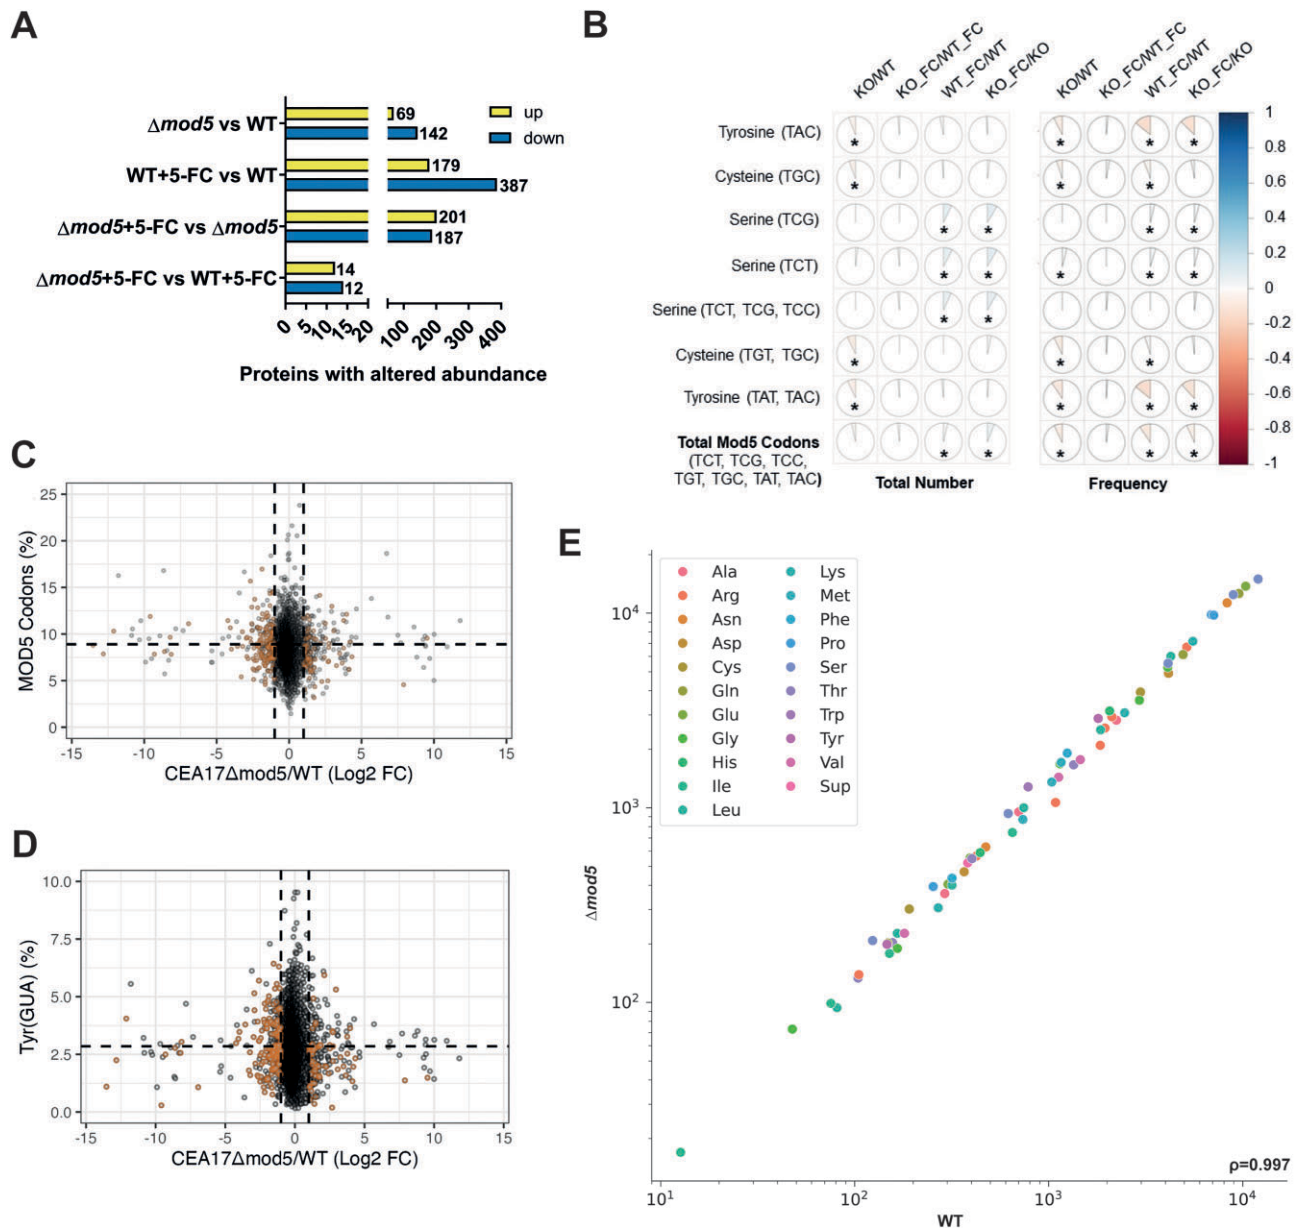 A
up
down
Δmod5 vs WT
69
142
WT+5-FC vs WT
179
387
Δmod5+5-FC vs Δmod5
201
187
Δmod5+5-FC vs WT+5-FC
14
12
0 5 10 15 20 100 200 300 400
Proteins with altered abundance
B
KO/WT KO_FC/WT_FC WT_FC/WT KO_FC/KO KO/WT KO_FC/WT_FC WT_FC/WT KO_FC/KO
Tyrosine (TAC) * * * *
Cysteine (TGC) * * *
Serine (TCG) * * * *
Serine (TCT) * * * * *
Serine (TCT, TCG, TCC) * *
Cysteine (TGT, TGC) * * *
Tyrosine (TAT, TAC) * * * *
Total Mod5 Codons * * * * *
(TCT, TCG, TCC,
TGT, TGC, TAT, TAC)
Total Number
Frequency
1
0.8
0.6
0.4
0.2
0
-0.2
-0.4
-0.6
-0.8
-1
C
MOD5 Codons (%)
25
20
15
10
5
0
-15 -10 -5 0 5 10 15
CEA17Δmod5/WT (Log2 FC)
D
Tyr(GUA) (%)
10.0
7.5
5.0
2.5
0.0
-15 -10 -5 0 5 10 15
CEA17Δmod5/WT (Log2 FC)
E
Ala
Arg
Asn
Asp
Cys
Gln
Glu
Gly
His
Ile
Leu
Lys
Met
Phe
Pro
Ser
Thr
Trp
Tyr
Val
Sup
Δmod5
10⁴
10³
10²
ρ=0.997
10¹ 10² 10³ 10⁴
WT